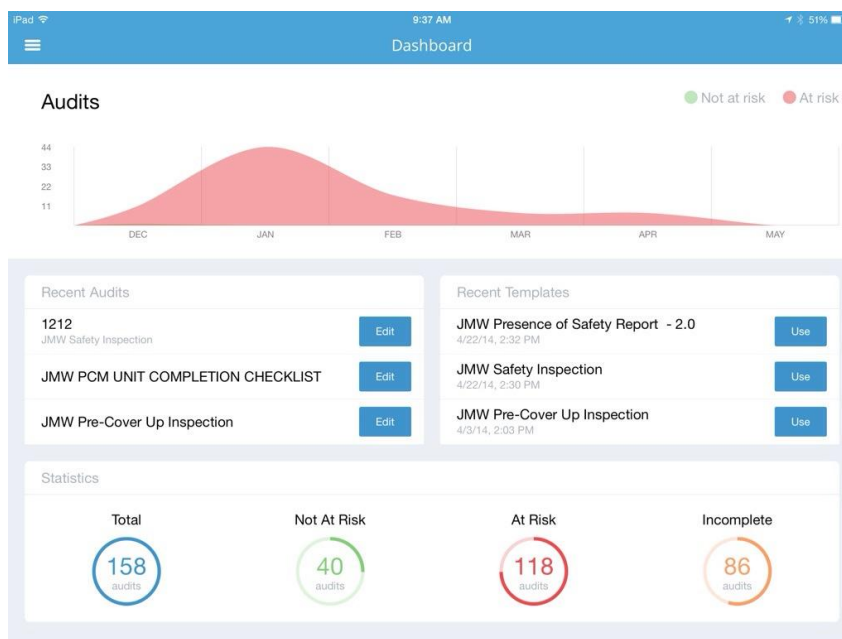 iPad 9:37 AM 51%
Dashboard
Audits
Not at risk At risk
44
33
22
11
DEC JAN FEB MAR APR MAY
Recent Audits
1212
JMW Safety Inspection
Edit
JMW PCM UNIT COMPLETION CHECKLIST
Edit
JMW Pre-Cover Up Inspection
Edit
Recent Templates
JMW Presence of Safety Report - 2.0
4/22/14, 2:32 PM
Use
JMW Safety Inspection
4/22/14, 2:30 PM
Use
JMW Pre-Cover Up Inspection
4/3/14, 2:03 PM
Use
Statistics
Total
158
audits
Not At Risk
40
audits
At Risk
118
audits
Incomplete
86
audits